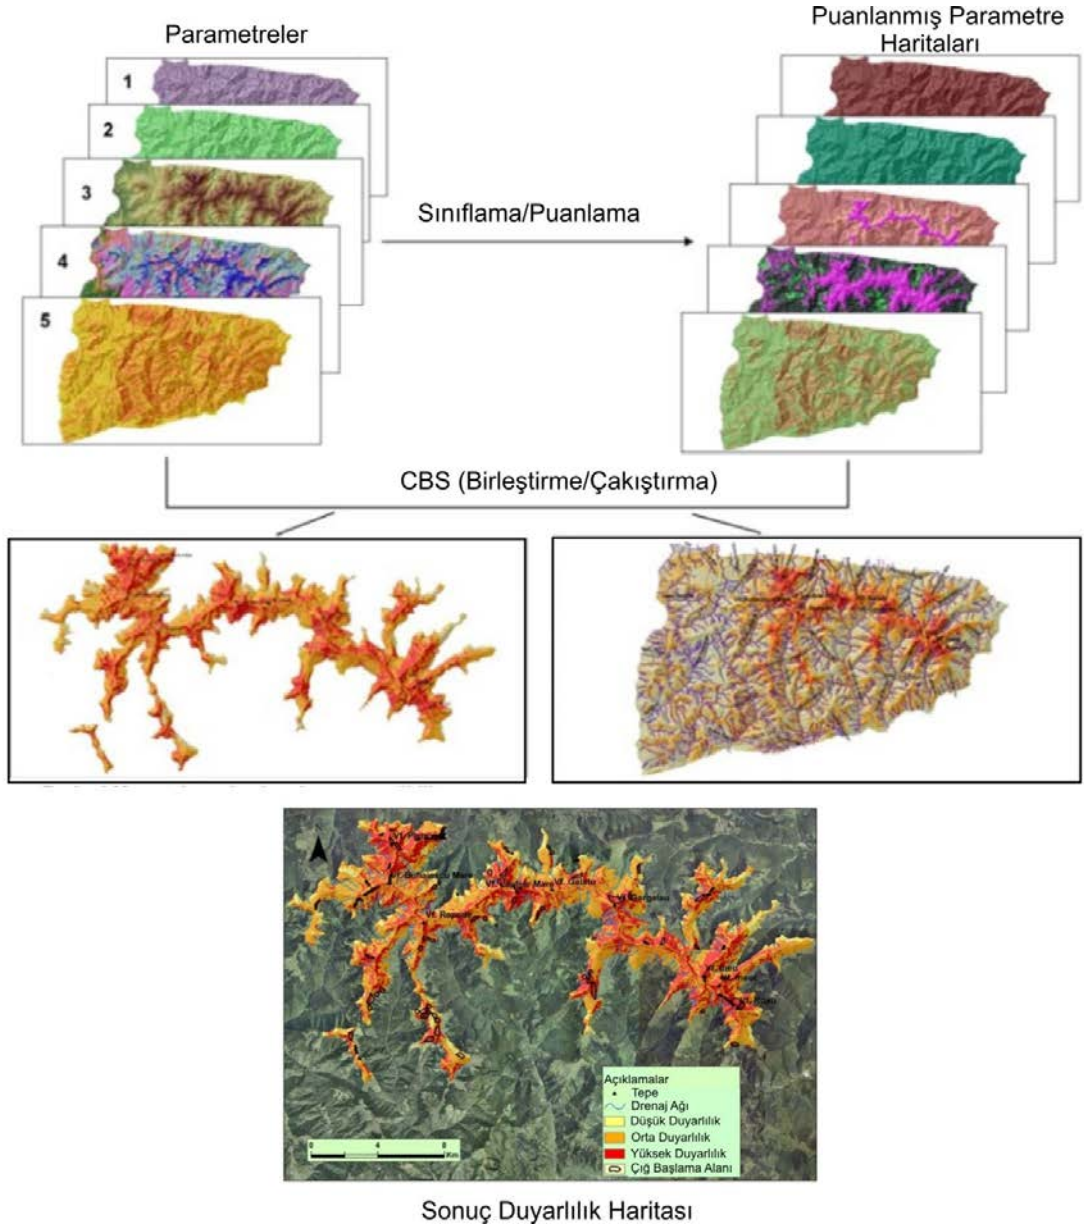 Parametreler
Puanlanmış Parametre
Haritaları
1
2
3
4
5
Sınıflama/Puanlama
CBS (Birleştirme/Çakıştırma)
Açıklamalar
Tepe
Drenaj Ağı
Düşük Duyarlılık
Orta Duyarlılık
Yüksek Duyarlılık
Çığ Başlama Alanı
0 4 8
Km
Sonuç Duyarlılık Haritası